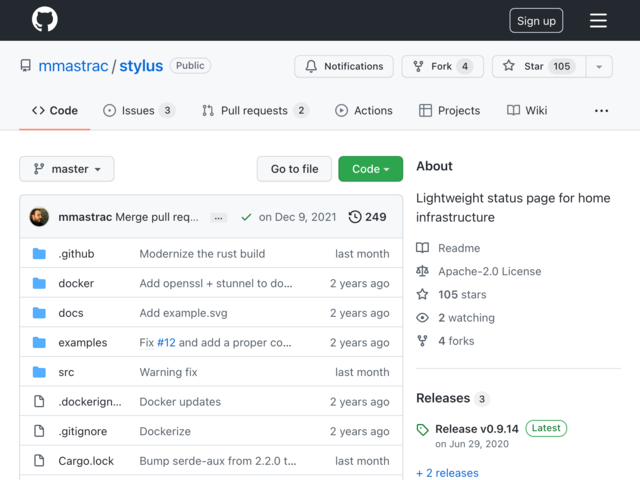 Sign up
mmastrac / stylus Public
Notifications
Fork 4
Star 105
Code
Issues 3
Pull requests 2
Actions
Projects
Wiki
...
master
Go to file
Code
mmastrac Merge pull req... ... on Dec 9, 2021 249
.github Modernize the rust build last month
docker Add openssl + stunnel to do... 2 years ago
docs Add example.svg 2 years ago
examples Fix #12 and add a proper co... 2 years ago
src Warning fix last month
.dockerign... Docker updates 2 years ago
.gitignore Dockerize 2 years ago
Cargo.lock Bump serde-aux from 2.2.0 t... last month
About
Lightweight status page for home
infrastructure
Readme
Apache-2.0 License
105 stars
2 watching
4 forks
Releases 3
Release v0.9.14 Latest
on Jun 29, 2020
+ 2 releases